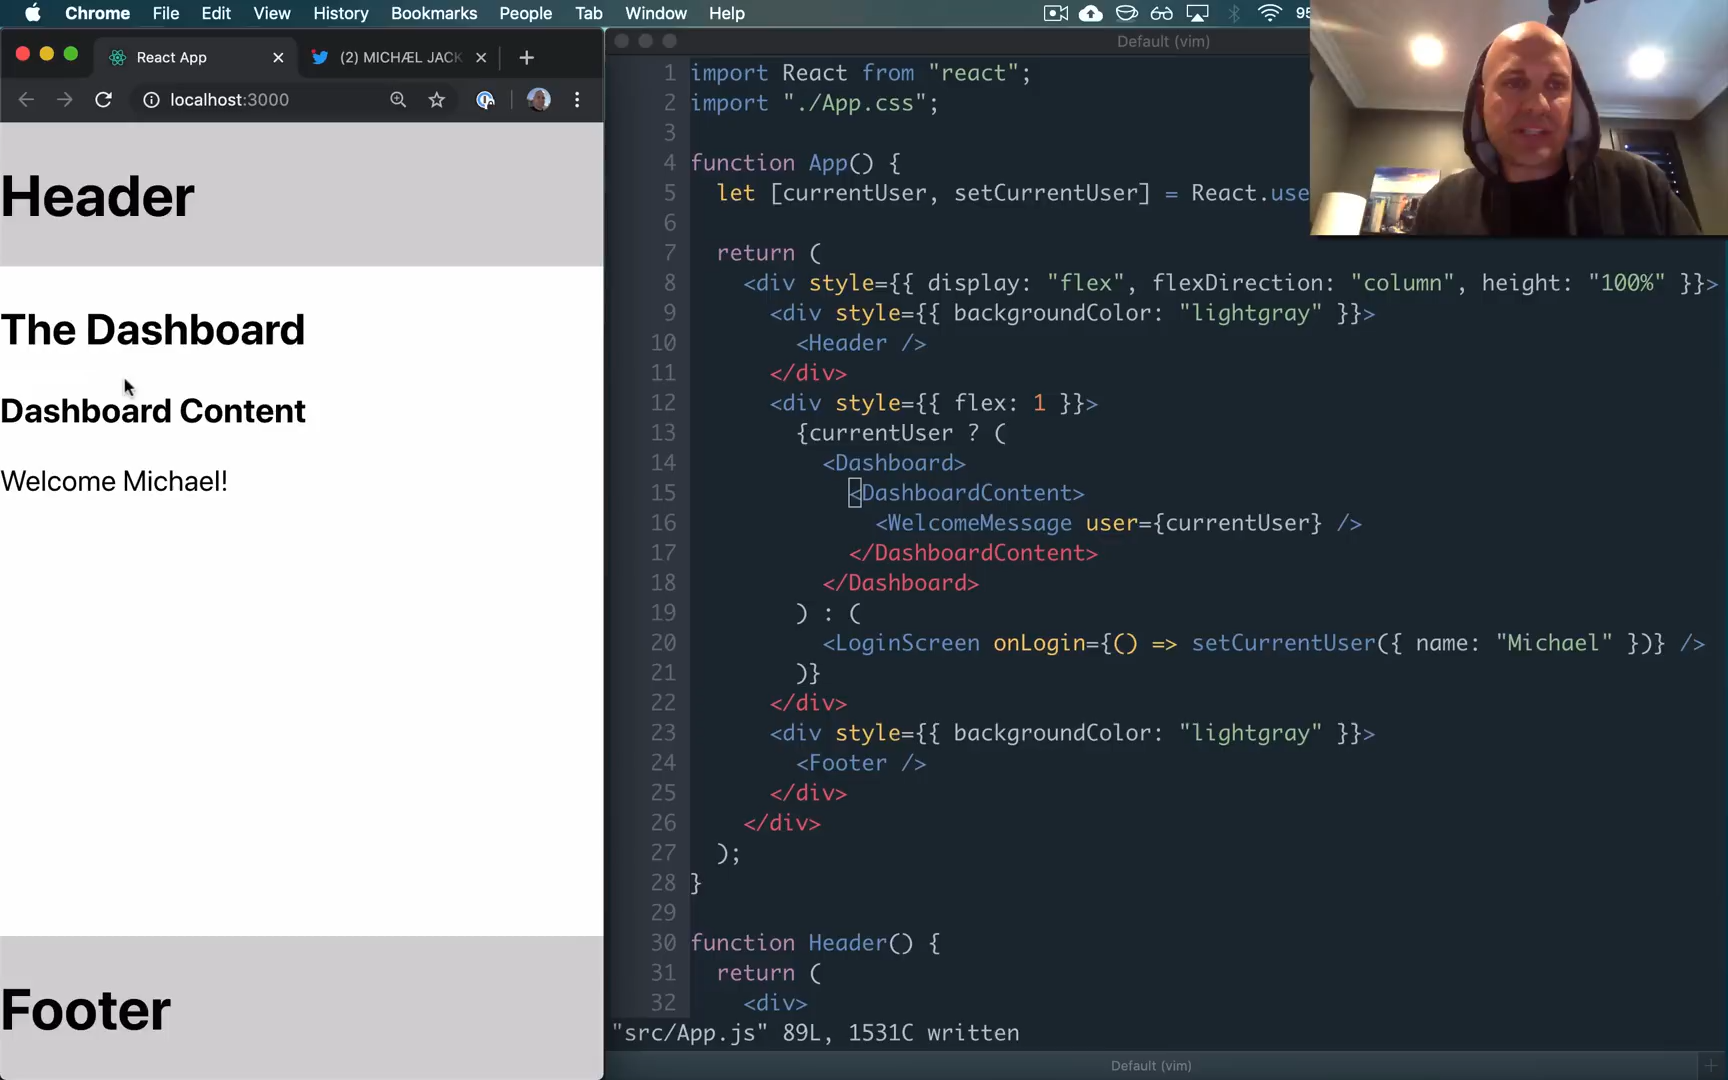 Chrome File Edit View History Bookmarks People Tab Window Help
95
React App
(2) MICHÆL JACK
localhost:3000
Header
The Dashboard
Dashboard Content
Welcome Michael!
Footer
Default (vim)
1 import React from "react";
2 import "./App.css";
3
4 function App() {
5 let [currentUser, setCurrentUser] = React.use
6
7 return (
8 <div style={{ display: "flex", flexDirection: "column", height: "100%" }}>
9 <div style={{ backgroundColor: "lightgray" }}>
10 <Header />
11 </div>
12 <div style={{ flex: 1 }}>
13 {currentUser ? (
14 <Dashboard>
15 <DashboardContent>
16 <WelcomeMessage user={currentUser} />
17 </DashboardContent>
18 </Dashboard>
19 ) : (
20 <LoginScreen onLogin={() => setCurrentUser({ name: "Michael" })} />
21 )}
22 </div>
23 <div style={{ backgroundColor: "lightgray" }}>
24 <Footer />
25 </div>
26 </div>
27 );
28 }
29
30 function Header() {
31 return (
32 <div>
"src/App.js" 89L, 1531C written
Default (vim)